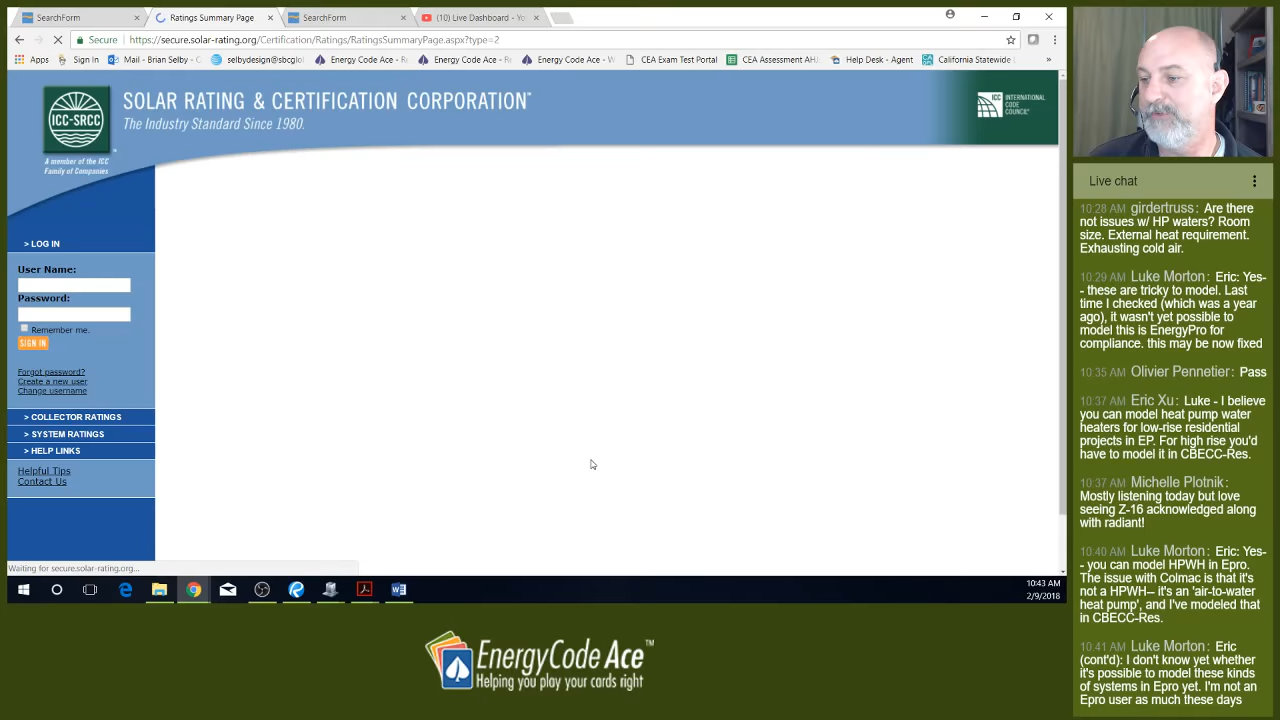 SearchForm
Ratings Summary Page
SearchForm
(10) Live Dashboard - Yo
Secure
https://secure.solar-rating.org/Certification/Ratings/RatingsSummaryPage.aspx?type=2
Apps
Sign In
Mail - Brian Selby - C
selbydesign@sbcglo
Energy Code Ace - R
Energy Code Ace - R
Energy Code Ace - W
CEA Exam Test Portal
CEA Assessment AHJ
Help Desk - Agent
California Statewide C
»
ICC-SRCC
A member of the ICC
Family of Companies
SOLAR RATING & CERTIFICATION CORPORATION™
The Industry Standard Since 1980.
ICC
INTERNATIONAL
CODE
COUNCIL®
> LOG IN
User Name:
Password:
Remember me.
SIGN IN
Forgot password?
Create a new user
Change username
> COLLECTOR RATINGS
> SYSTEM RATINGS
> HELP LINKS
Helpful Tips
Contact Us
Waiting for secure.solar-rating.org...
10:43 AM
2/9/2018
EnergyCode Ace™
Helping you play your cards right
Live chat
10:28 AM girdertruss: Are there
not issues w/ HP waters? Room
size. External heat requirement.
Exhausting cold air.
10:29 AM Luke Morton: Eric: Yes-
- these are tricky to model. Last
time I checked (which was a year
ago), it wasn't yet possible to
model this is EnergyPro for
compliance. this may be now fixed
10:35 AM Olivier Pennetier: Pass
10:37 AM Eric Xu: Luke - I believe
you can model heat pump water
heaters for low-rise residential
projects in EP. For high rise you'd
have to model it in CBECC-Res.
10:37 AM Michelle Plotnik:
Mostly listening today but love
seeing Z-16 acknowledged along
with radiant!
10:40 AM Luke Morton: Eric: Yes-
- you can model HPWH in Epro.
The issue with Colmac is that it's
not a HPWH-- it's an 'air-to-water
heat pump', and I've modeled that
in CBECC-Res.
10:41 AM Luke Morton: Eric
(cont'd): I don't know yet whether
it's possible to model these kinds
of systems in Epro yet. I'm not an
Epro user as much these days